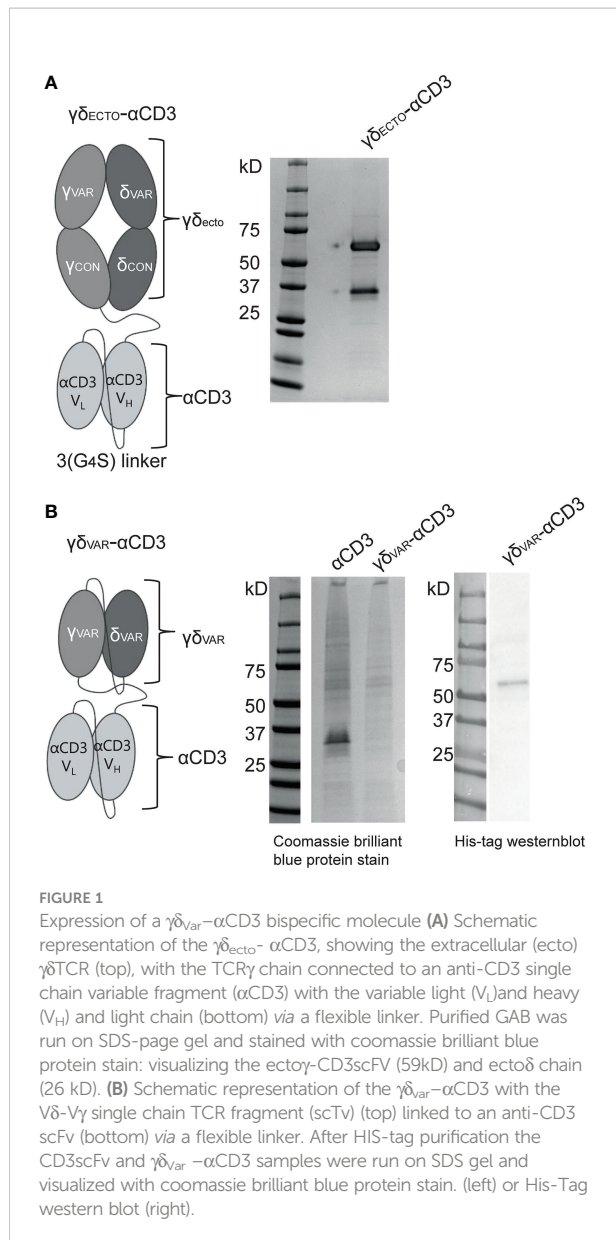 A
γδECTO-αCD3
γVAR
δVAR
γCON
δCON
γδecto
αCD3
VL
αCD3
VH
αCD3
3(G4S) linker
γδECTO-αCD3
kD
75
50
37
25
B
γδVAR-αCD3
γVAR
δVAR
γδVAR
αCD3
VL
αCD3
VH
αCD3
αCD3
γδVAR-αCD3
kD
75
50
37
25
Coomassie brilliant
blue protein stain
γδVAR-αCD3
kD
75
50
37
25
His-tag westernblot
FIGURE 1
Expression of a γδVar–αCD3 bispecific molecule (A) Schematic
representation of the γδecto- αCD3, showing the extracellular (ecto)
γδTCR (top), with the TCRγ chain connected to an anti-CD3 single
chain variable fragment (αCD3) with the variable light (VL)and heavy
(VH) and light chain (bottom) via a flexible linker. Purified GAB was
run on SDS-page gel and stained with coomassie brilliant blue
protein stain: visualizing the ectoγ-CD3scFV (59kD) and ectoδ chain
(26 kD). (B) Schematic representation of the γδvar–αCD3 with the
Vδ-Vγ single chain TCR fragment (scTv) (top) linked to an anti-CD3
scFv (bottom) via a flexible linker. After HIS-tag purification the
CD3scFv and γδVar –αCD3 samples were run on SDS gel and
visualized with coomassie brilliant blue protein stain. (left) or His-Tag
western blot (right).